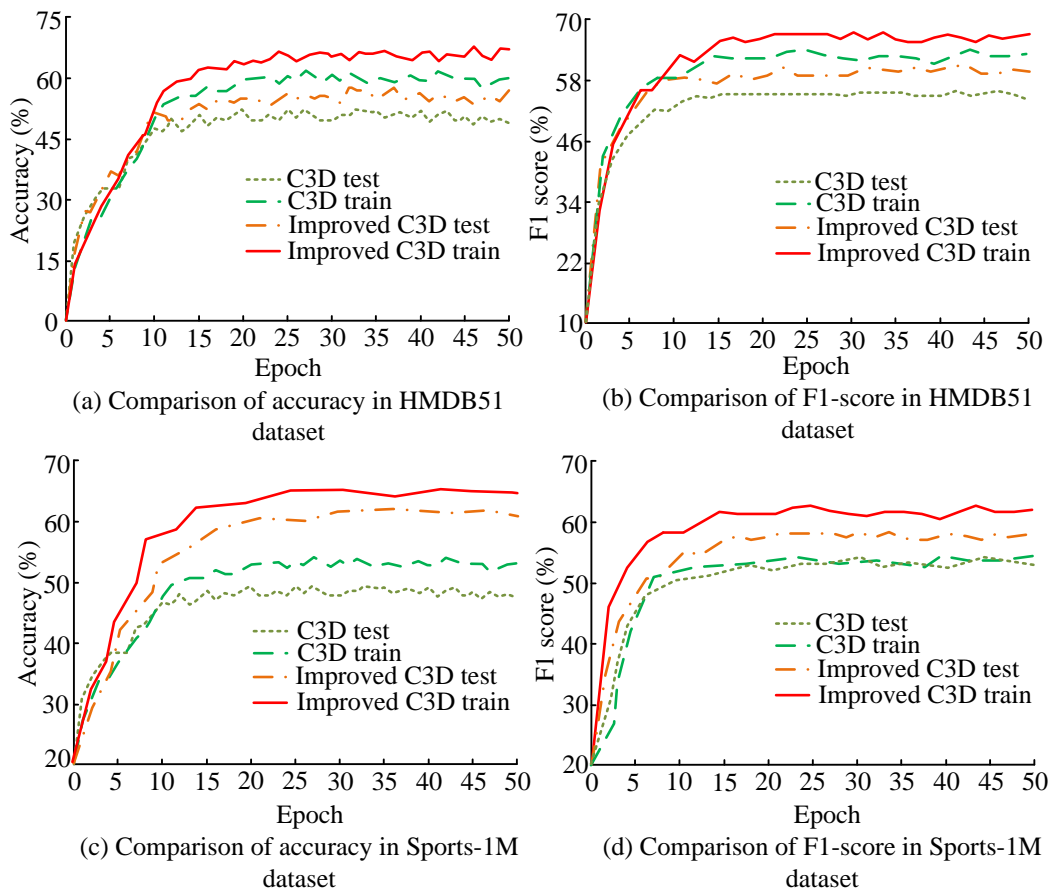 75
60
45
30
15
0
Accuracy (%)
C3D test
C3D train
Improved C3D test
Improved C3D train
0 5 10 15 20 25 30 35 40 45 50
Epoch
(a) Comparison of accuracy in HMDB51
dataset
70
58
46
34
22
10
F1 score (%)
C3D test
C3D train
Improved C3D test
Improved C3D train
0 5 10 15 20 25 30 35 40 45 50
Epoch
(b) Comparison of F1-score in HMDB51
dataset
70
60
50
40
30
20
Accuracy (%)
C3D test
C3D train
Improved C3D test
Improved C3D train
0 5 10 15 20 25 30 35 40 45 50
Epoch
(c) Comparison of accuracy in Sports-1M
dataset
70
60
50
40
30
20
F1 score (%)
C3D test
C3D train
Improved C3D test
Improved C3D train
0 5 10 15 20 25 30 35 40 45 50
Epoch
(d) Comparison of F1-score in Sports-1M
dataset